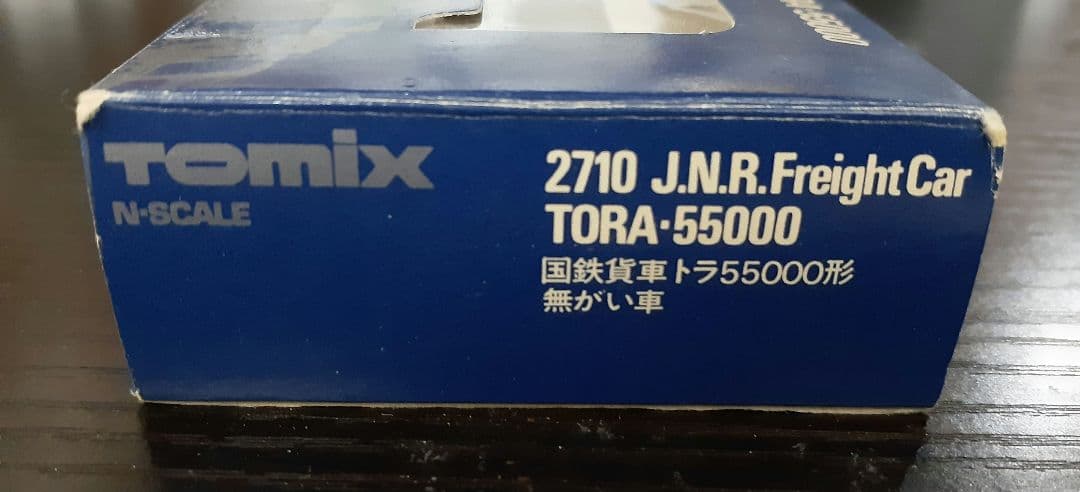 TOMIX
N-SCALE
2710 J.N.R. Freight Car
TORA·55000
国鉄貨車トラ55000形
無がい車
55000